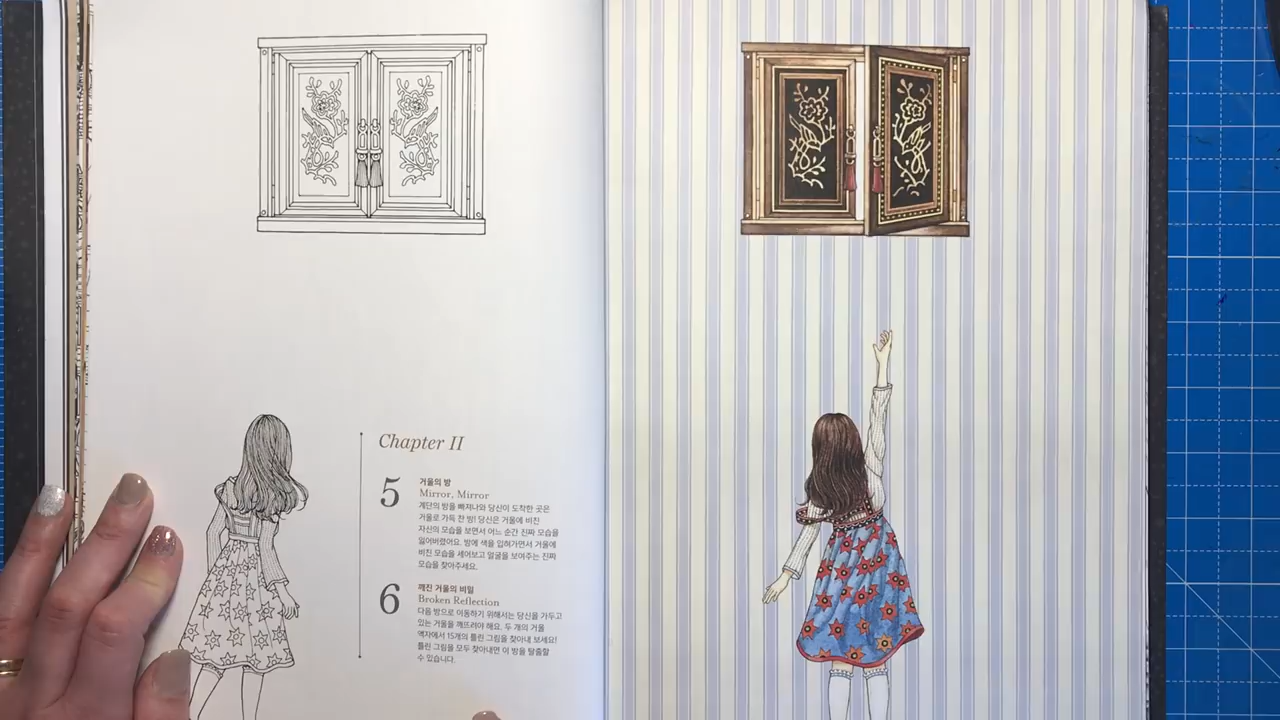 Chapter II
5
거울의 방
Mirror, Mirror
계단의 방을 빠져나와 당신이 도착한 곳은
거울로 가득 찬 방! 당신은 거울에 비친
자신의 모습을 보면서 어느 순간 진짜 모습을
잃어버렸어요. 방에 색을 입혀가면서 거울에
비친 모습을 세어보고 얼굴을 보여주는 진짜
모습을 찾아주세요.
6
깨진 거울의 비밀
Broken Reflection
다음 방으로 이동하기 위해서는 당신을 가두고
있는 거울을 깨뜨려야 해요. 두 개의 거울
액자에서 15개의 틀린 그림을 찾아내 보세요!
틀린 그림을 모두 찾아내면 이 방을 탈출할
수 있습니다.